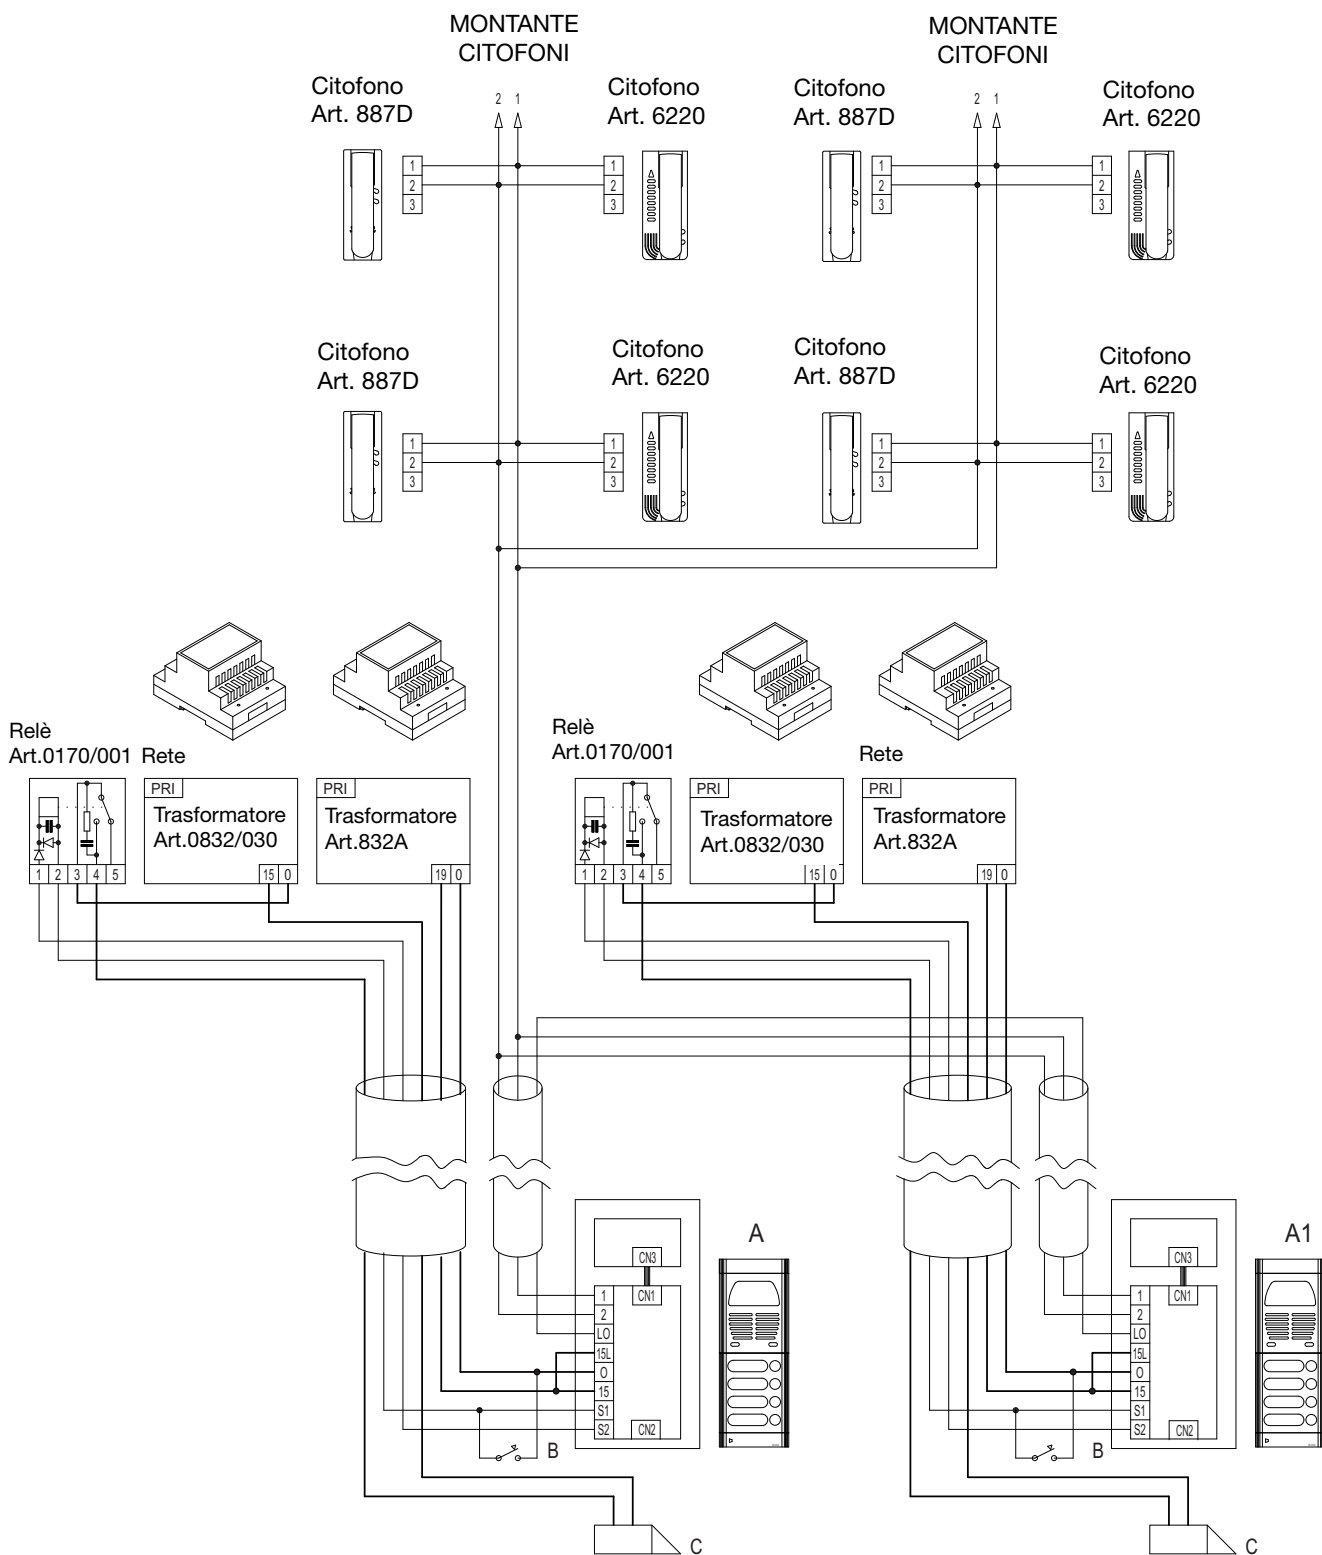 MONTANTE
CITOFONI
MONTANTE
CITOFONI
Citofono
Art. 887D
2 1
Citofono
Art. 6220
Citofono
Art. 887D
2 1
Citofono
Art. 6220
1
2
3
1
2
3
1
2
3
1
2
3
Citofono
Art. 887D
Citofono
Art. 6220
Citofono
Art. 887D
Citofono
Art. 6220
1
2
3
1
2
3
1
2
3
1
2
3
Relè
Art.0170/001
Rete
Relè
Art.0170/001
Rete
1 2 3 4 5
PRI
Trasformatore
Art.0832/030
15 0
PRI
Trasformatore
Art.832A
19 0
1 2 3 4 5
PRI
Trasformatore
Art.0832/030
15 0
PRI
Trasformatore
Art.832A
19 0
A
CN3
CN1
1
2
LO
15L
O
15
S1
S2
CN2
B
C
A1
CN3
CN1
1
2
LO
15L
O
15
S1
S2
CN2
B
C